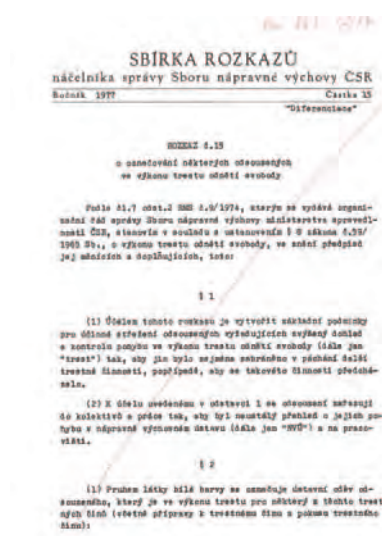 SBÍRKA ROZKAZŮ
náčelníka správy Sboru nápravné výchovy ČSR
Ročník 1977 Částka 15
"Diferenciace"
ROZKAZ č.15
o označování některých odsouzených
ve výkonu trestu odnětí svobody
Podle čl.7 odst.2 RMS č.9/1974, kterým se vydává organi-
zační řád správy Sboru nápravné výchovy ministerstva spravedl-
nosti ČSR, stanovím v souladu s ustanovením § 8 zákona č.59/
1965 Sb., o výkonu trestu odnětí svobody, ve znění předpisů
jej měnících a doplňujících, toto:
§ 1
(1) Účelem tohoto rozkazu je vytvořit základní podmínky
pro účinné střežení odsouzených vyžadujících zvýšený dohled
a kontrolu pohybu ve výkonu trestu odnětí svobody (dále jen
"trest") tak, aby jim bylo zejména zabráněno v páchání další
trestné činnosti, popřípadě, aby se takovéto činnosti předchá-
zelo.
(2) K účelu uvedenému v odstavci 1 se odsouzení zařazují
do kolektivů a práce tak, aby byl neustálý přehled o jejich po-
hybu v nápravně výchovném ústavu (dále jen "NVÚ") a na praco-
višti.
§ 2
(1) Pruhem látky bílé barvy se označuje ústavní oděv od-
souzeného, který je ve výkonu trestu pro některý z těchto trest
ných činů (včetně přípravy k trestnému činu a pokusu trestného
činu):